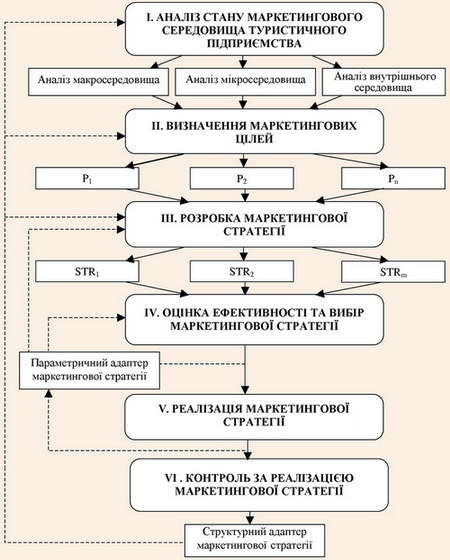 I. АНАЛІЗ СТАНУ МАРКЕТИНГОВОГО
СЕРЕДОВИЩА ТУРИСТИЧНОГО
ПІДПРИЄМСТВА
Аналіз макросередовища
Аналіз мікросередовища
Аналіз внутрішнього
середовища
II. ВИЗНАЧЕННЯ МАРКЕТИНГОВИХ
ЦІЛЕЙ
P₁
P₂
Pₙ
III. РОЗРОБКА МАРКЕТИНГОВОЇ
СТРАТЕГІЇ
STR₁
STR₂
STRₘ
IV. ОЦІНКА ЕФЕКТИВНОСТІ ТА ВИБІР
МАРКЕТИНГОВОЇ СТРАТЕГІЇ
Параметричний адаптер
маркетингової стратегії
V. РЕАЛІЗАЦІЯ МАРКЕТИНГОВОЇ
СТРАТЕГІЇ
VI . КОНТРОЛЬ ЗА РЕАЛІЗАЦІЄЮ
МАРКЕТИНГОВОЇ СТРАТЕГІЇ
Структурний адаптер
маркетингової стратегії